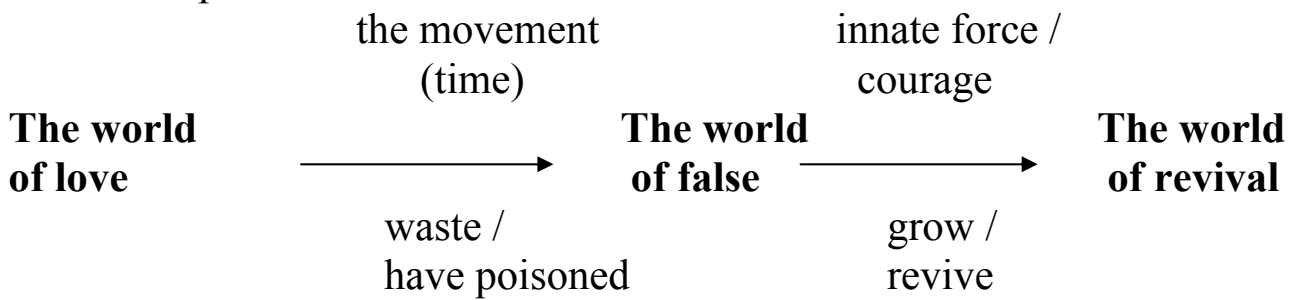 the movement innate force /
(time) courage
The world The world The world
of love of false of revival
waste / grow /
have poisoned revive